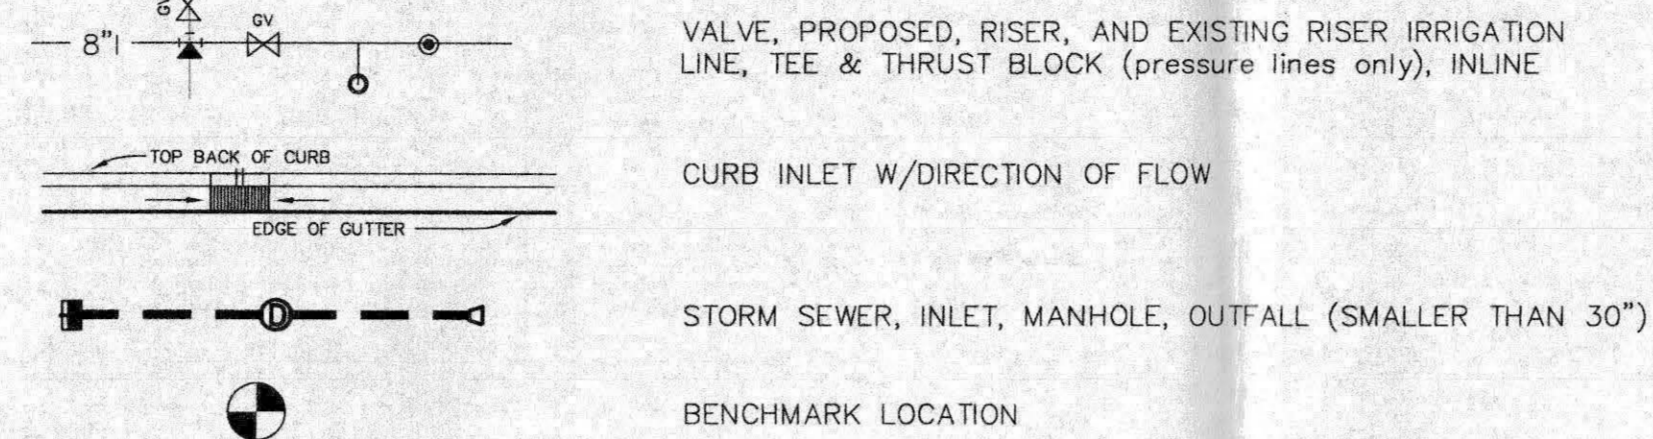 GV
GV
8"I
VALVE, PROPOSED, RISER, AND EXISTING RISER IRRIGATION
LINE, TEE & THRUST BLOCK (pressure lines only), INLINE
TOP BACK OF CURB
CURB INLET W/DIRECTION OF FLOW
EDGE OF GUTTER
D
STORM SEWER, INLET, MANHOLE, OUTFALL (SMALLER THAN 30")
BENCHMARK LOCATION